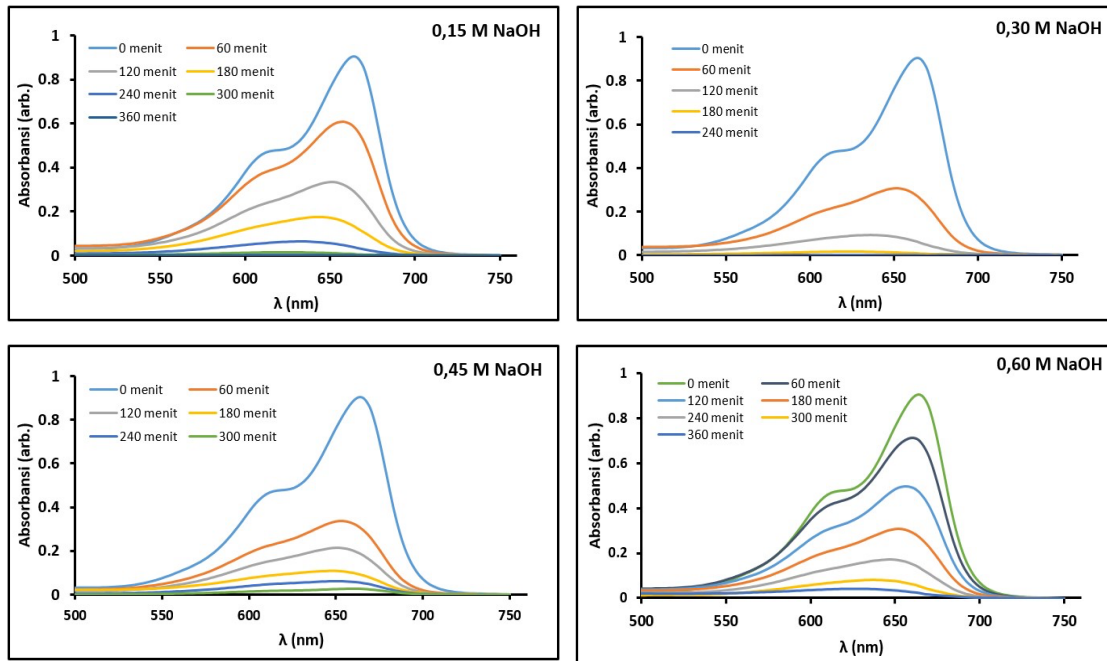 0,15 M NaOH
0 menit 60 menit
120 menit 180 menit
240 menit 300 menit
360 menit
Absorbansi (arb.)
1
0.8
0.6
0.4
0.2
0
500 550 600 650 700 750
λ (nm)
0,30 M NaOH
0 menit
60 menit
120 menit
180 menit
240 menit
Absorbansi (arb.)
1
0.8
0.6
0.4
0.2
0
500 550 600 650 700 750
λ (nm)
0,45 M NaOH
0 menit 60 menit
120 menit 180 menit
240 menit 300 menit
Absorbansi (arb.)
1
0.8
0.6
0.4
0.2
0
500 550 600 650 700 750
λ (nm)
0,60 M NaOH
0 menit 60 menit
120 menit 180 menit
240 menit 300 menit
360 menit
Absorbansi (arb.)
1
0.8
0.6
0.4
0.2
0
500 550 600 650 700 750
λ (nm)